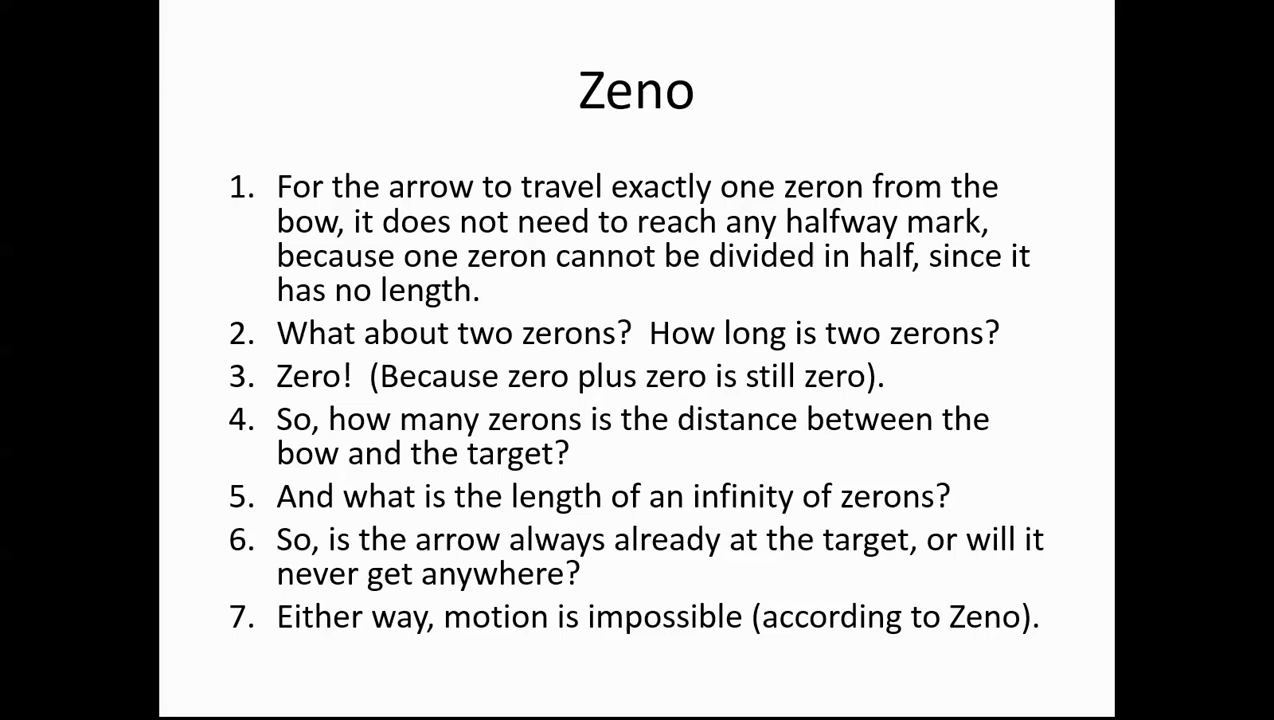 Zeno
1. For the arrow to travel exactly one zeron from the
bow, it does not need to reach any halfway mark,
because one zeron cannot be divided in half, since it
has no length.
2. What about two zerons?  How long is two zerons?
3. Zero!  (Because zero plus zero is still zero).
4. So, how many zerons is the distance between the
bow and the target?
5. And what is the length of an infinity of zerons?
6. So, is the arrow always already at the target, or will it
never get anywhere?
7. Either way, motion is impossible (according to Zeno).